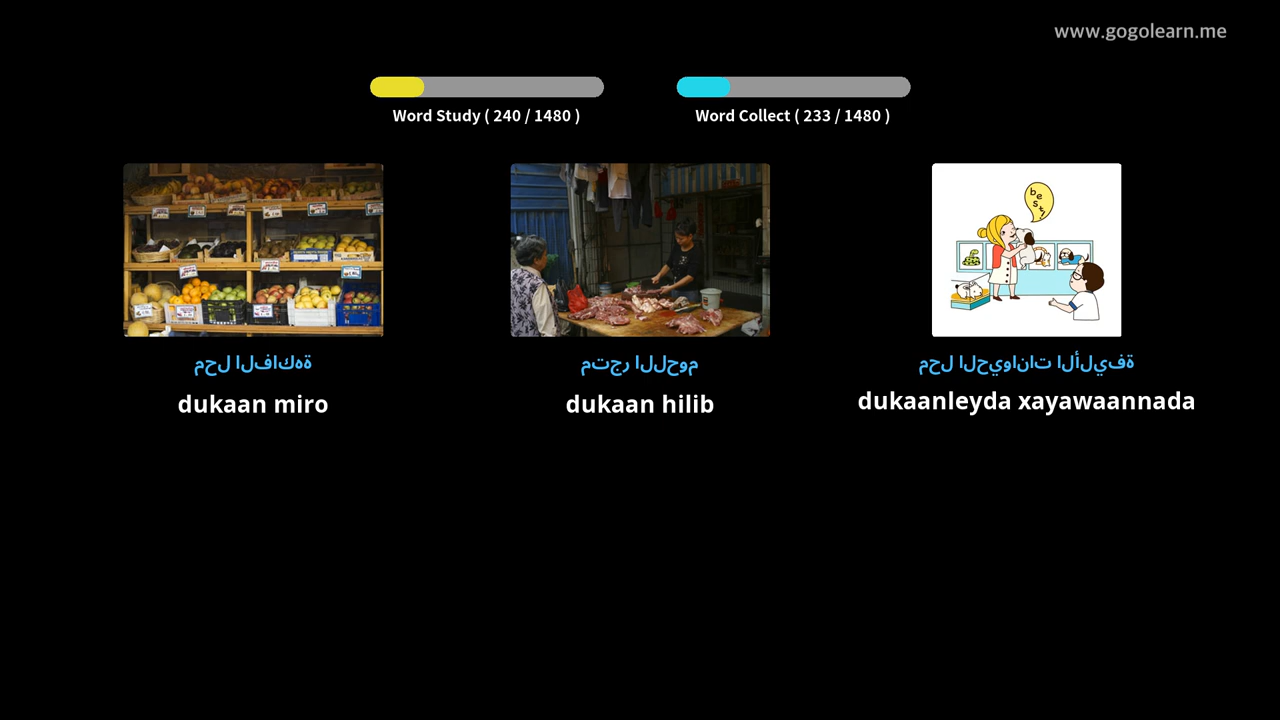 www.gogolearn.me
Word Study ( 240 / 1480 )
Word Collect ( 233 / 1480 )
best
محل الفاكهة
متجر اللحوم
محل الحيوانات الأليفة
dukaan miro
dukaan hilib
dukaanleyda xayawaannada